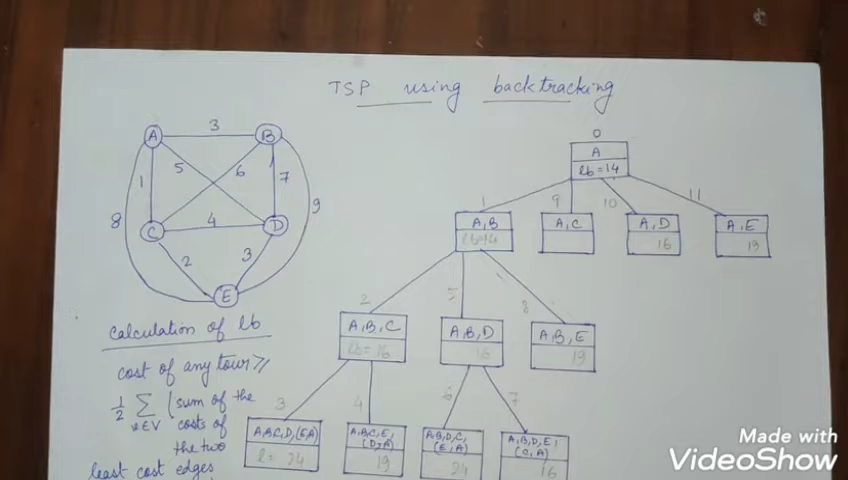 TSP using backtracking
0
A
lb = 14
1
9
10
11
A,B
lb=14
A,C
A,D
16
A,E
19
2
5
8
A,B,C
lb = 16
A,B,D
16
A,B,E
19
3
4
6
7
A,B,C,D,(E,A)
l = 24
A,B,C,E,
(D,A)
19
A,B,D,C,
(E,A)
24
A,B,D,E,
(C,A)
16
A
3
B
1
5
6
7
8
9
C
4
D
2
3
E
calculation of lb
cost of any tour ≥
1/2 Σ v∈V (sum of the
costs of
the two
least cost edges
Made with
VideoShow